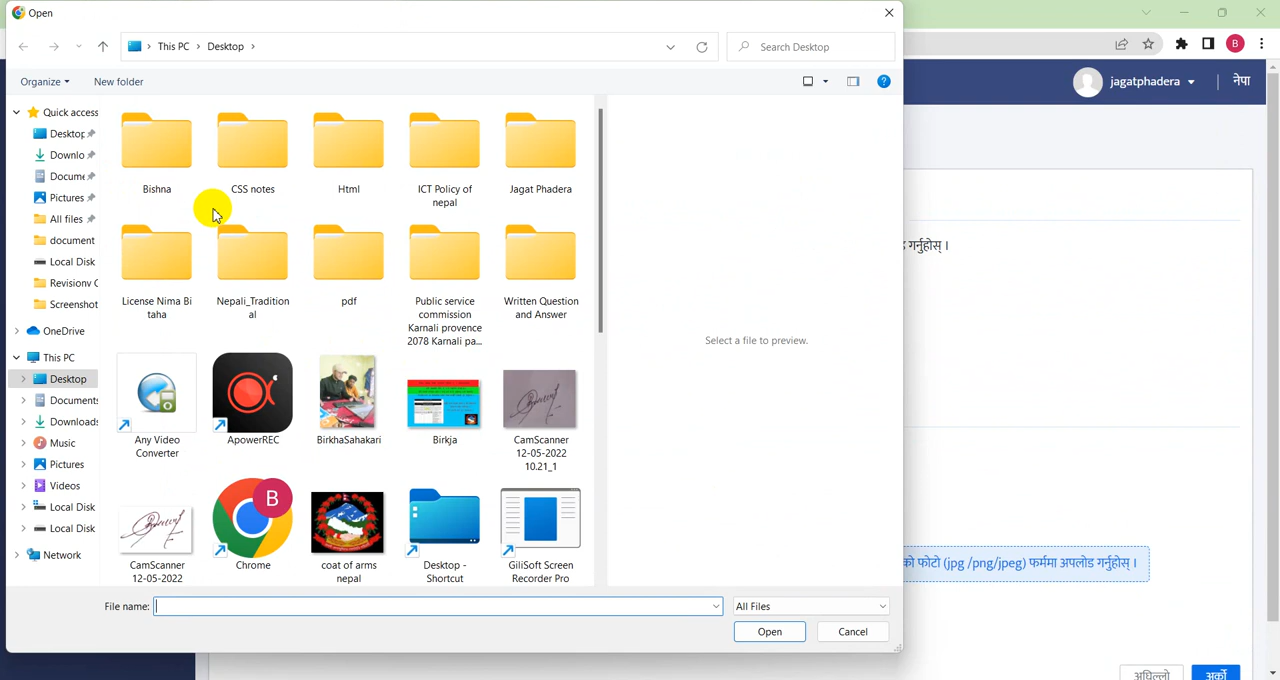 Open
This PC
Desktop
Search Desktop
B
jagatphadera
नेपा
Organize
New folder
Quick access
Desktop
Downlo
Docume
Pictures
All files
document
Local Disk
Revisionv
Screenshot
OneDrive
This PC
Desktop
Documents
Downloads
Music
Pictures
Videos
Local Disk
Local Disk
Network
Bishna
CSS notes
Html
ICT Policy of
nepal
Jagat Phadera
License Nima Bi
taha
Nepali_Tradition
al
pdf
Public service
commission
Karnali provence
2078 Karnali pa...
Written Question
and Answer
Any Video
Converter
ApowerREC
BirkhaSahakari
Birkja
CamScanner
12-05-2022
10.21_1
CamScanner
12-05-2022
B
Chrome
coat of arms
nepal
Desktop -
Shortcut
GiliSoft Screen
Recorder Pro
Select a file to preview.
गर्नुहोस् ।
को फोटो (jpg /png/jpeg) फर्ममा अपलोड गर्नुहोस् ।
File name:
All Files
Open
Cancel
अघिल्लो
अर्को